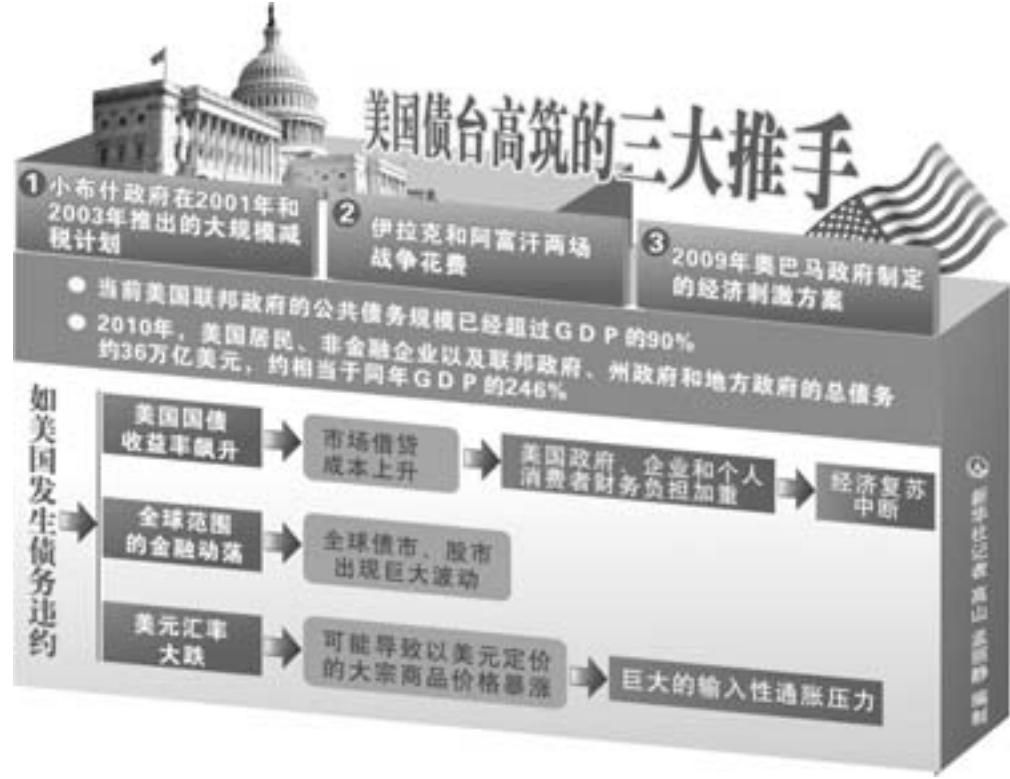 美国债台高筑的三大推手
1 小布什政府在2001年和
2003年推出的大规模减
税计划
2 伊拉克和阿富汗两场
战争花费
3 2009年奥巴马政府制定
的经济刺激方案
● 当前美国联邦政府的公共债务规模已经超过GDP的90%
● 2010年，美国居民、非金融企业以及联邦政府、州政府和地方政府的总债务
约36万亿美元，约相当于同年GDP的246%
如美国发生债务违约
美国国债
收益率飙升
市场借贷
成本上升
美国政府、企业和个人
消费者财务负担加重
经济复苏
中断
全球范围
的金融动荡
全球债市、股市
出现巨大波动
美元汇率
大跌
可能导致以美元定价
的大宗商品价格暴涨
巨大的输入性通胀压力
新华社记者 高山 编制